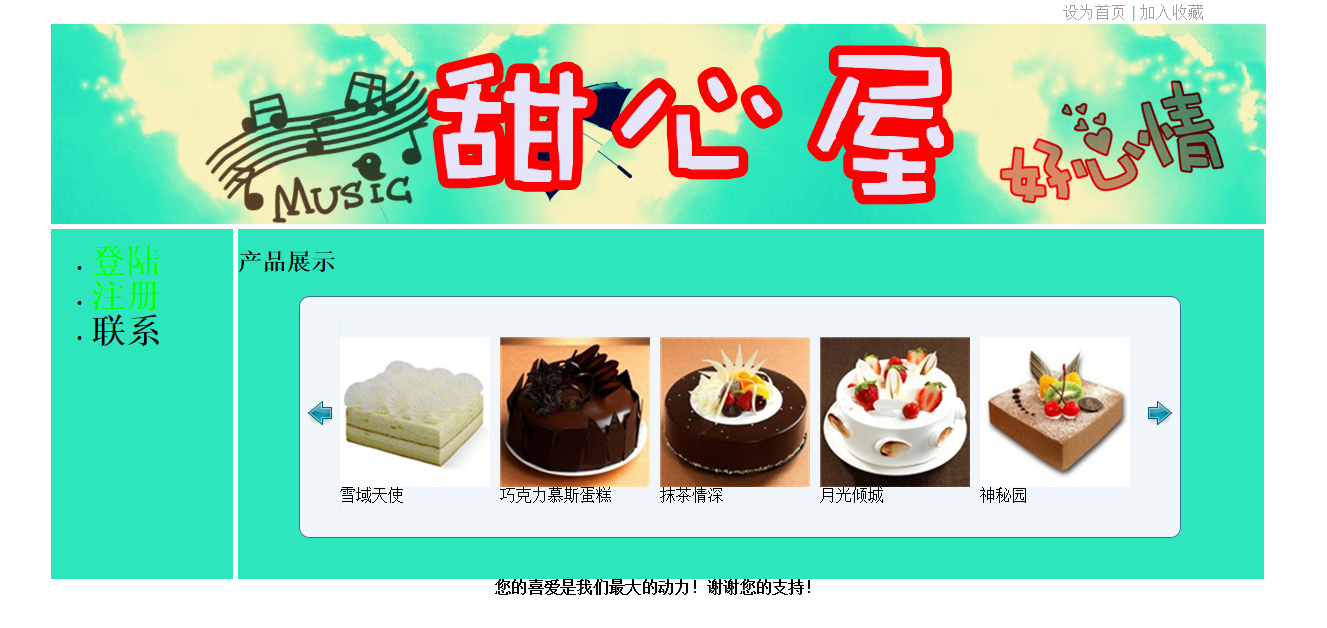 设为首页 | 加入收藏
MUSIC
甜心屋
好心情
登陆
注册
联系
产品展示
雪域天使
巧克力慕斯蛋糕
抹茶情深
月光倾城
神秘园
您的喜爱是我们最大的动力！谢谢您的支持！